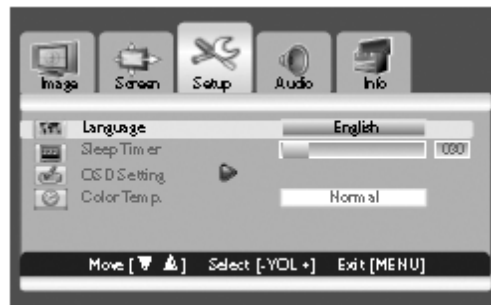 Image Screen Setup Audio Info
Language English
Sleep Timer 030
OSD Setting
Color Temp. Normal
Move [▼ ▲] Select [-VOL +] Exit [MENU]